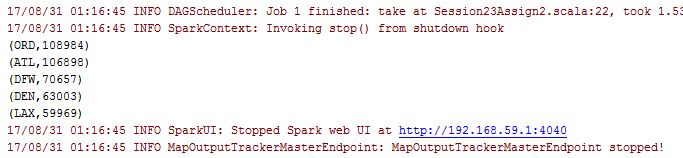 17/08/31 01:16:45 INFO DAGScheduler: Job 1 finished: take at Session23Assign2.scala:22, took 1.53
17/08/31 01:16:45 INFO SparkContext: Invoking stop() from shutdown hook
(ORD,108984)
(ATL,106898)
(DFW,70657)
(DEN,63003)
(LAX,59969)
17/08/31 01:16:45 INFO SparkUI: Stopped Spark web UI at http://192.168.59.1:4040
17/08/31 01:16:45 INFO MapOutputTrackerMasterEndpoint: MapOutputTrackerMasterEndpoint stopped!